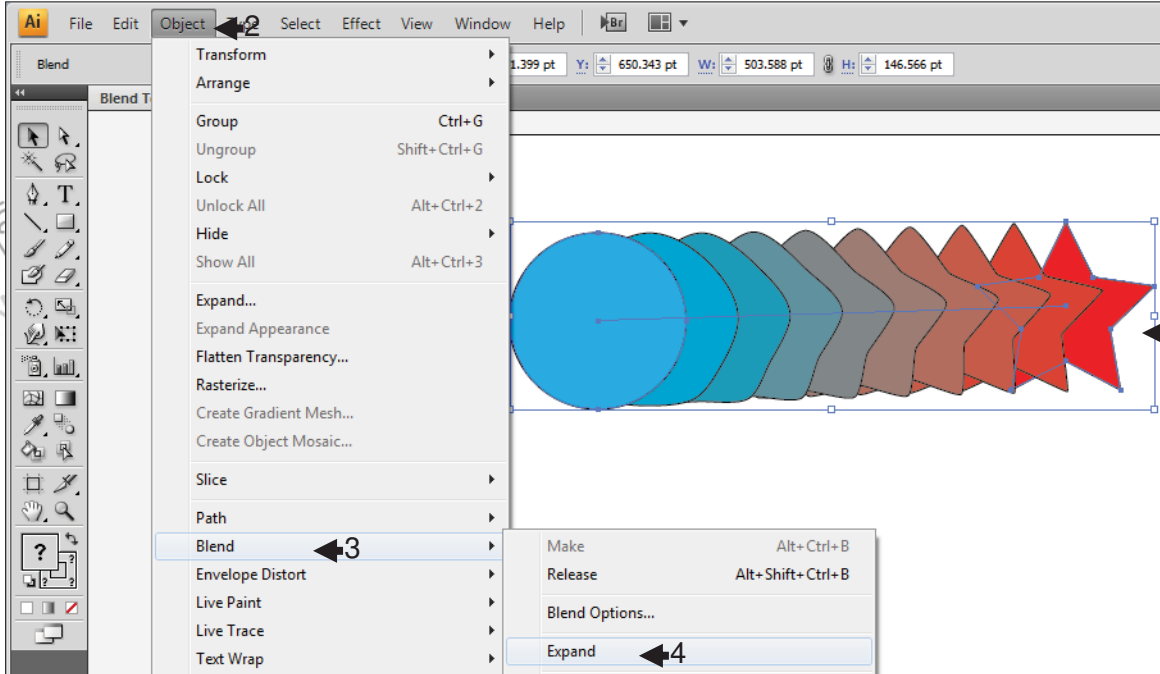 Ai File Edit Object 2 Select Effect View Window Help Br
Blend 1.399 pt Y: 650.343 pt W: 503.588 pt H: 146.566 pt
Blend T
Transform
Arrange
Group Ctrl+G
Ungroup Shift+Ctrl+G
Lock
Unlock All Alt+Ctrl+2
Hide
Show All Alt+Ctrl+3
Expand...
Expand Appearance
Flatten Transparency...
Rasterize...
Create Gradient Mesh...
Create Object Mosaic...
Slice
Path
Blend 3
Make Alt+Ctrl+B
Envelope Distort
Release Alt+Shift+Ctrl+B
Live Paint
Blend Options...
Live Trace
Expand 4
Text Wrap
T
? ?
? ?